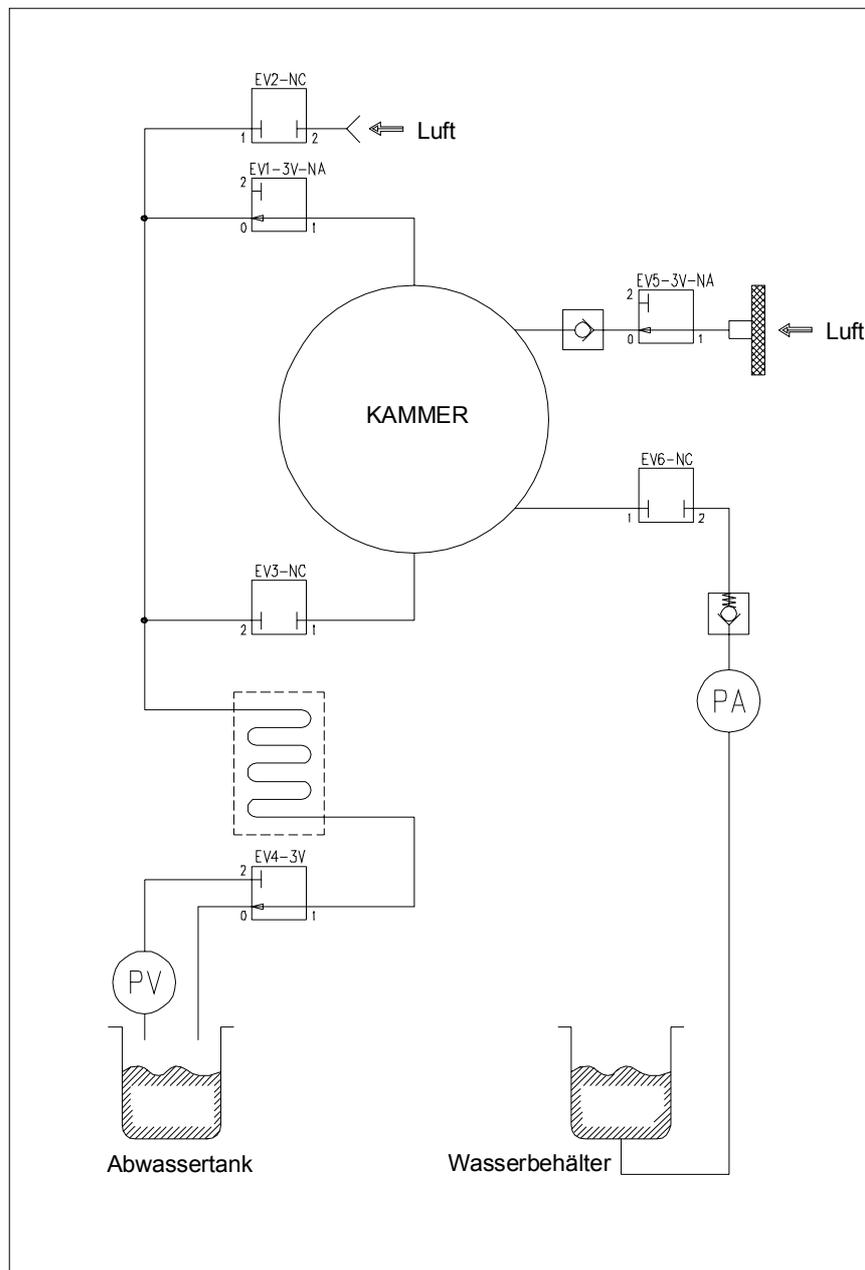 EV2-NC
1 2
Luft
EV1-3V-NA
2
0 1
EV5-3V-NA
2
0 1
Luft
KAMMER
EV6-NC
1 2
EV3-NC
2 1
PA
EV4-3V
2
0 1
PV
Abwassertank
Wasserbehälter